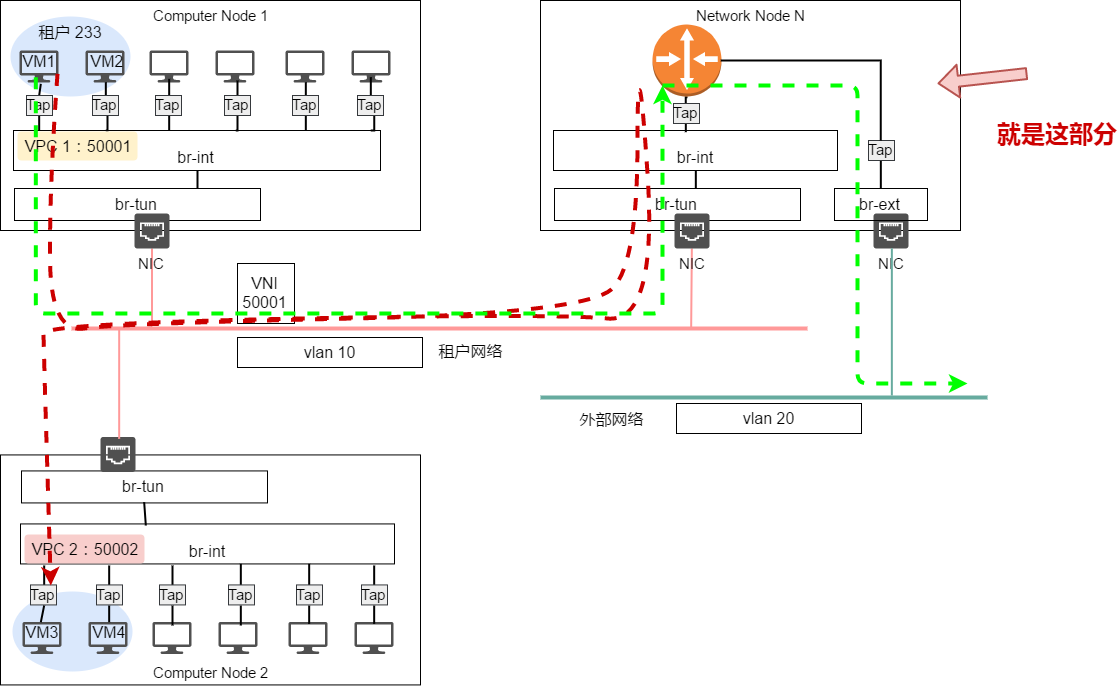 Computer Node 1
租户 233
VM1
VM2
Tap
Tap
Tap
Tap
Tap
Tap
VPC 1：50001
br-int
br-tun
NIC
Network Node N
Tap
br-int
Tap
br-tun
br-ext
NIC
NIC
就是这部分
VNI
50001
vlan 10
租户网络
外部网络
vlan 20
br-tun
VPC 2：50002
br-int
Tap
Tap
Tap
Tap
Tap
Tap
VM3
VM4
Computer Node 2